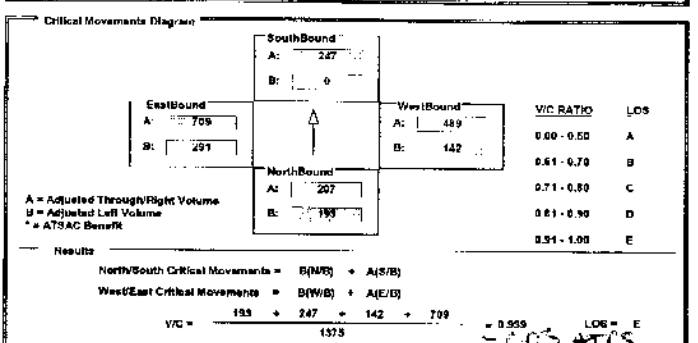 Critical Movements Diagram
SouthBound
A: 247
B: 0
EastBound
A: 709
B: 291
WestBound
A: 489
B: 142
NorthBound
A: 207
B: 193
A = Adjusted Through/Right Volume
B = Adjusted Left Volume
* = ATSAC Benefit
V/C RATIO LOS
0.00 - 0.60 A
0.61 - 0.70 B
0.71 - 0.80 C
0.81 - 0.90 D
0.91 - 1.00 E
Results
North/South Critical Movements = B(N/B) + A(S/B)
West/East Critical Movements = B(W/B) + A(E/B)
V/C = 193 + 247 + 142 + 709
1375
= 0.939 LOS = E